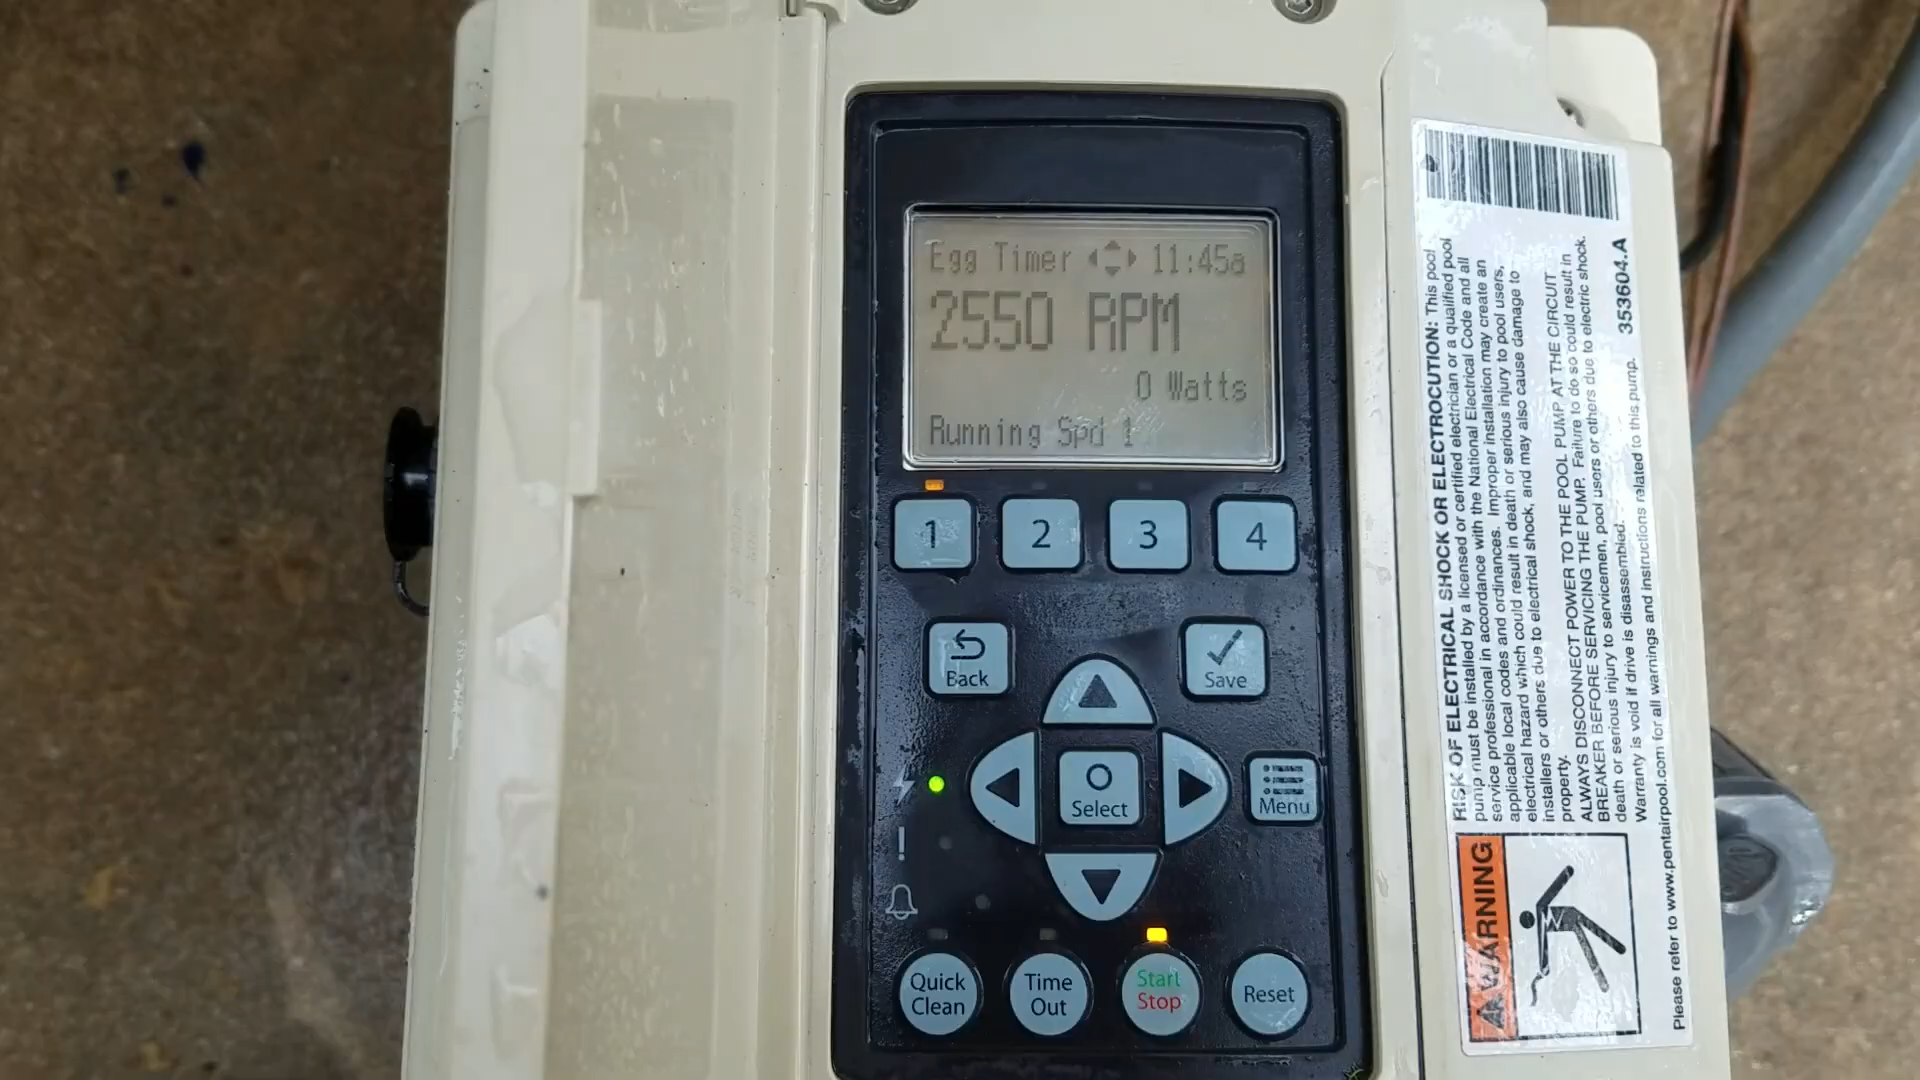 Egg Timer 11:45a
2550 RPM
0 Watts
Running Spd 1
1 2 3 4
Back
Save
Select
Menu
!
Quick Clean
Time Out
Start Stop
Reset
RISK OF ELECTRICAL SHOCK OR ELECTROCUTION: This pool
pump must be installed by a licensed or certified electrician or a qualified pool
service professional in accordance with the National Electrical Code and all
applicable local codes and ordinances. Improper installation may create an
electrical hazard which could result in death or serious injury to pool users,
installers or others due to electrical shock, and may also cause damage to
property.
ALWAYS DISCONNECT POWER TO THE POOL PUMP AT THE CIRCUIT
BREAKER BEFORE SERVICING THE PUMP. Failure to do so could result in
death or serious injury to servicemen, pool users or others due to electric shock.
Warranty is void if drive is disassembled.
Please refer to www.pentairpool.com for all warnings and instructions related to this pump.
353604.A
WARNING